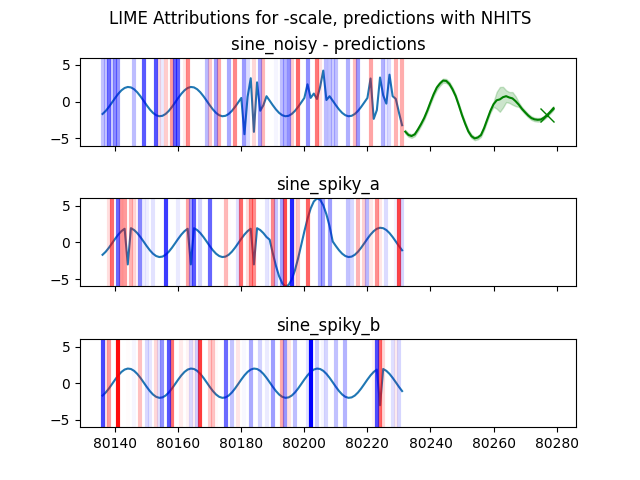 LIME Attributions for -scale, predictions with NHITS
sine_noisy - predictions
5
0
−5
sine_spiky_a
5
0
−5
sine_spiky_b
5
0
−5
80140 80160 80180 80200 80220 80240 80260 80280